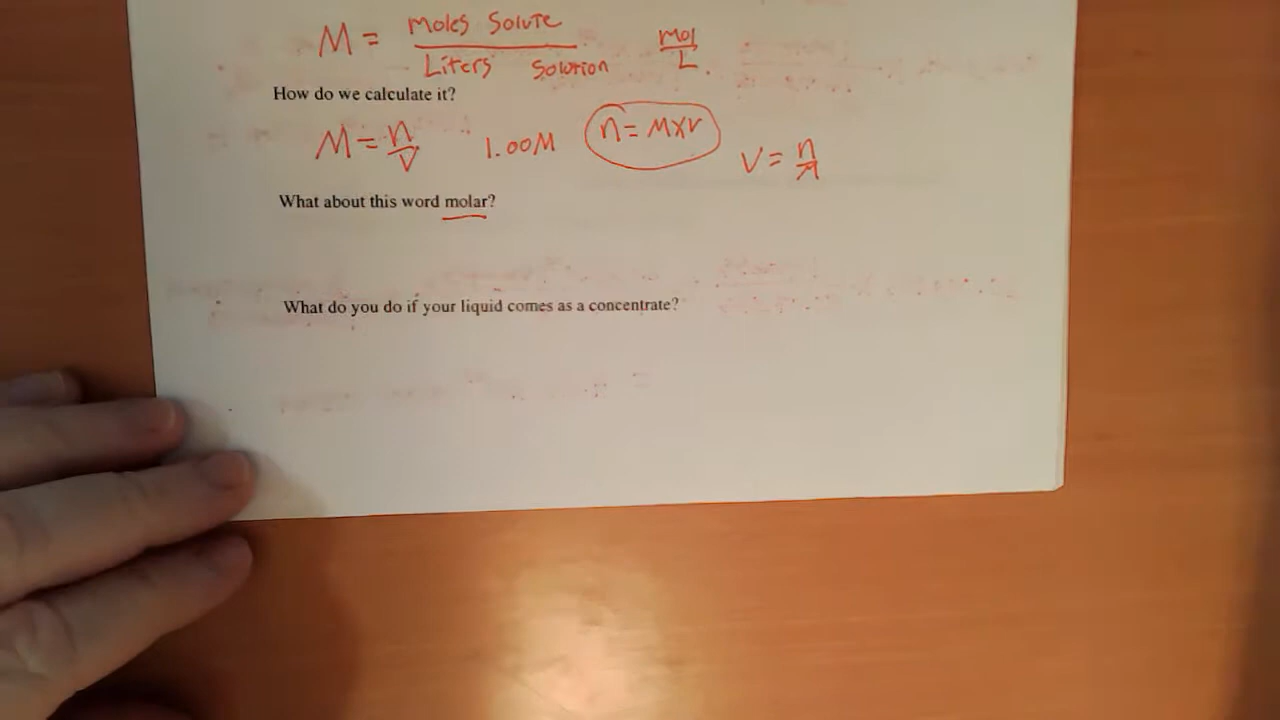 M = Moles Solute / Liters Solution mol/L.
How do we calculate it?
M = n/V 1.00M n = MxV V = n/M
What about this word molar?
What do you do if your liquid comes as a concentrate?